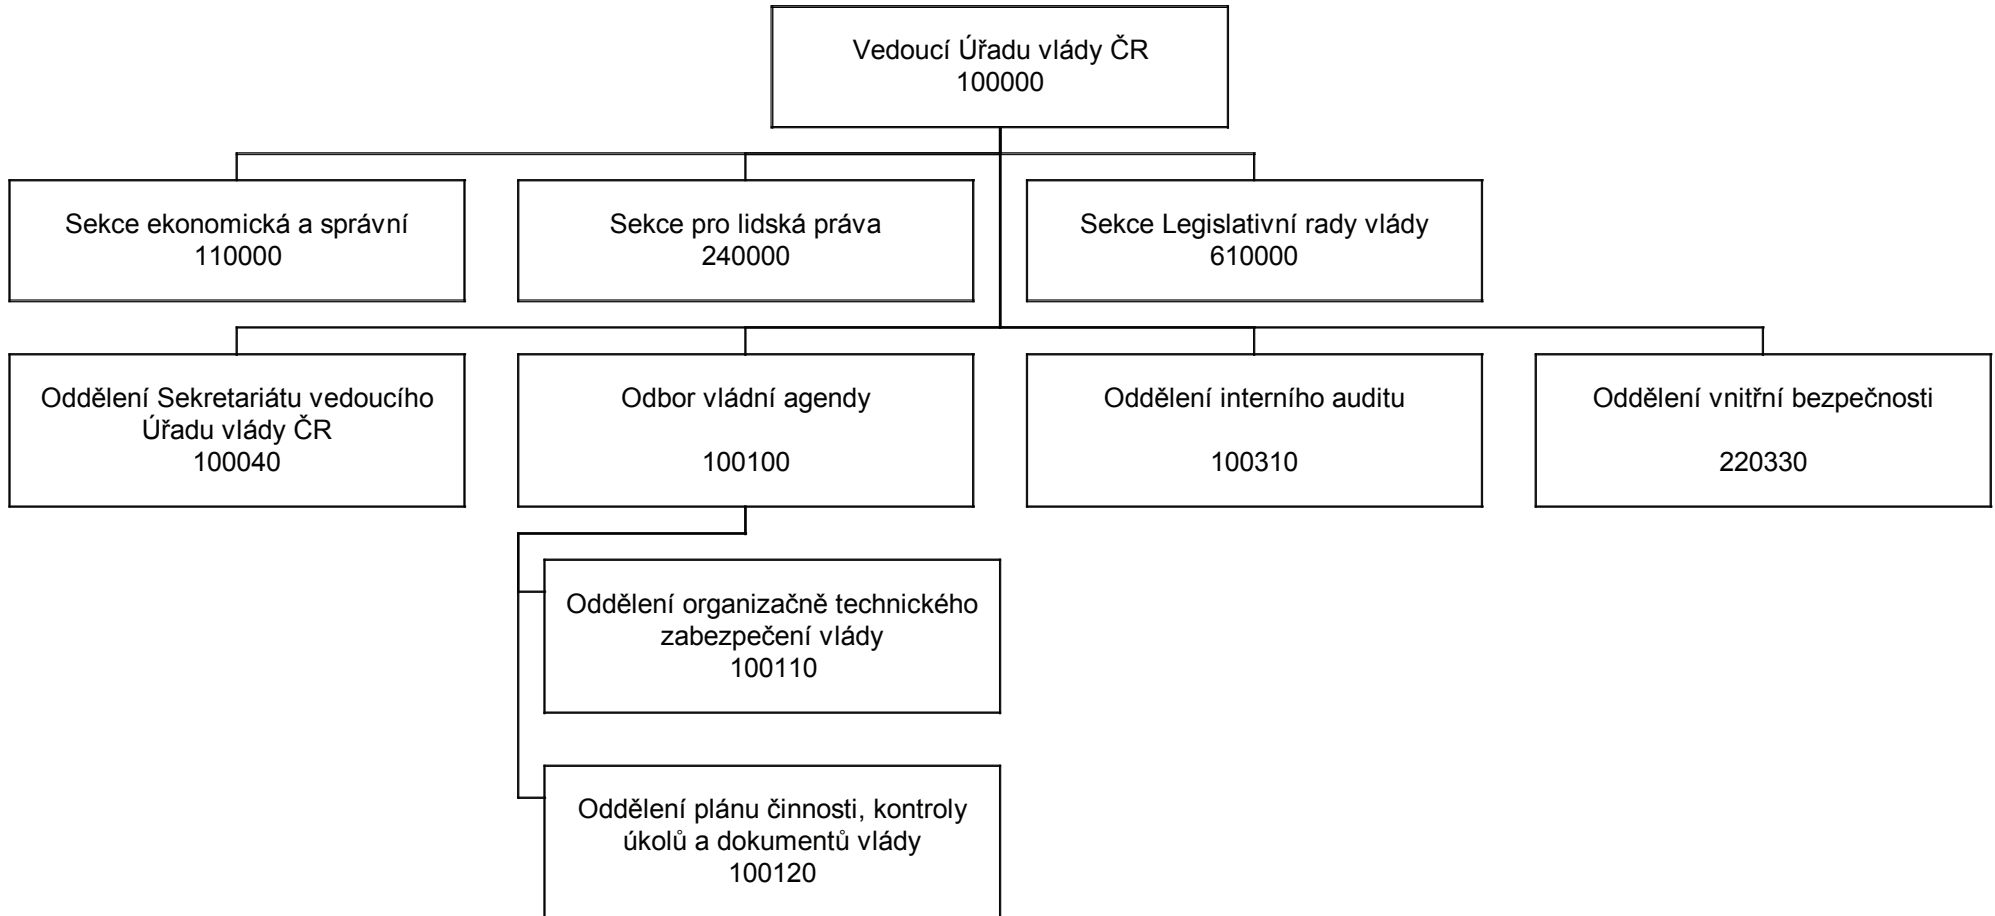 Vedoucí Úřadu vlády ČR
100000
Sekce ekonomická a správní
110000
Sekce pro lidská práva
240000
Sekce Legislativní rady vlády
610000
Oddělení Sekretariátu vedoucího
Úřadu vlády ČR
100040
Odbor vládní agendy
100100
Oddělení interního auditu
100310
Oddělení vnitřní bezpečnosti
220330
Oddělení organizačně technického
zabezpečení vlády
100110
Oddělení plánu činnosti, kontroly
úkolů a dokumentů vlády
100120